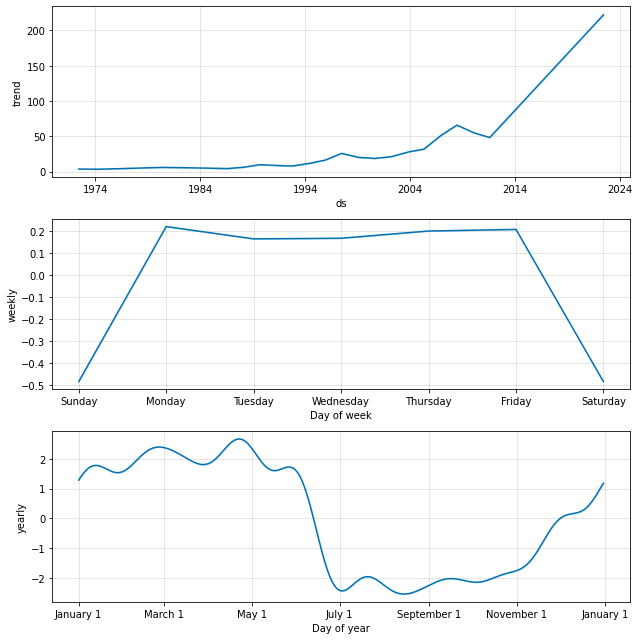 200
150
100
50
0
trend
1974 1984 1994 2004 2014 2024
ds
0.2
0.1
0.0
−0.1
−0.2
−0.3
−0.4
−0.5
weekly
Sunday Monday Tuesday Wednesday Thursday Friday Saturday
Day of week
2
1
0
−1
−2
yearly
January 1 March 1 May 1 July 1 September 1 November 1 January 1
Day of year